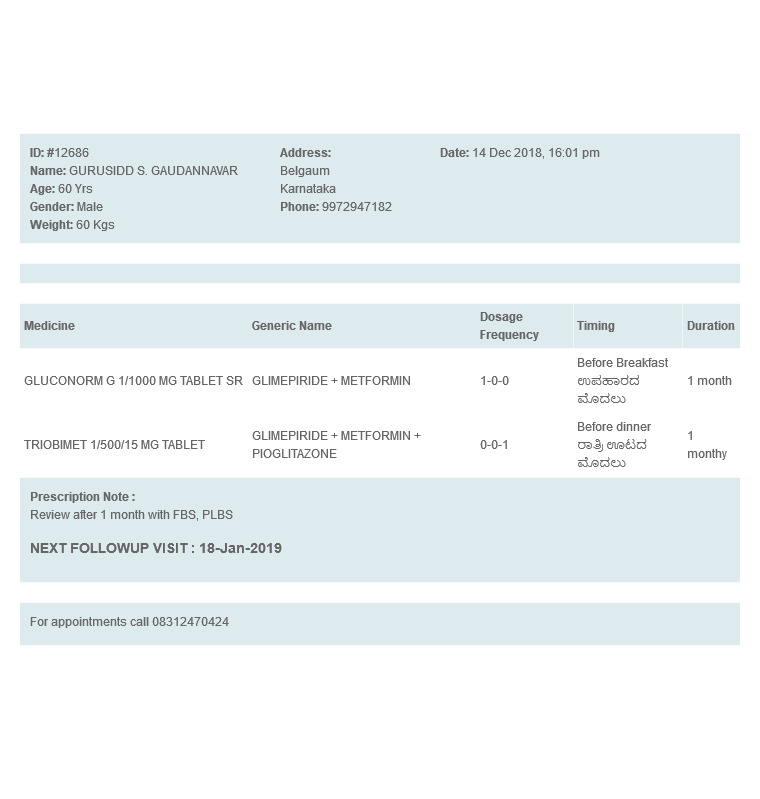 ID: #12686
Name: GURUSIDD S. GAUDANNAVAR
Age: 60 Yrs
Gender: Male
Weight: 60 Kgs
Address:
Belgaum
Karnataka
Phone: 9972947182
Date: 14 Dec 2018, 16:01 pm
Medicine Generic Name Dosage Frequency Timing Duration
GLUCONORM G 1/1000 MG TABLET SR GLIMEPIRIDE + METFORMIN 1-0-0 Before Breakfast 1 month
ಉಪಹಾರದ
ಮೊದಲು
TRIOBIMET 1/500/15 MG TABLET GLIMEPIRIDE + METFORMIN + PIOGLITAZONE 0-0-1 Before dinner 1 monthy
ರಾತ್ರಿ ಊಟದ
ಮೊದಲು
Prescription Note :
Review after 1 month with FBS, PLBS
NEXT FOLLOWUP VISIT : 18-Jan-2019
For appointments call 08312470424